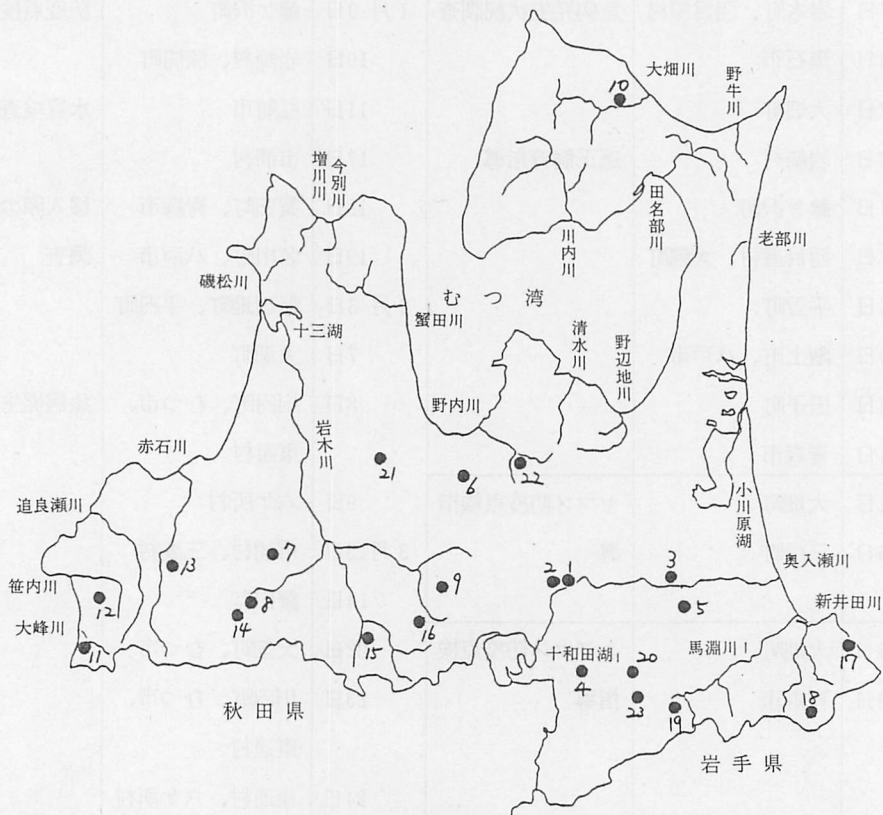 大畑川
野牛川
10
増川川
今別川
田名部川
川内川
老部川
磯松川
むつ湾
十三湖
蟹田川
清水川
野辺地川
野内川
岩木川
赤石川
21
22
6
小川原湖
追良瀬川
奥入瀬川
7
13
9
2
1
3
新井田川
笹内川
12
8
14
16
5
大峰川
11
15
馬淵川
17
十和田湖
20
4
23
19
18
秋田県
岩手県